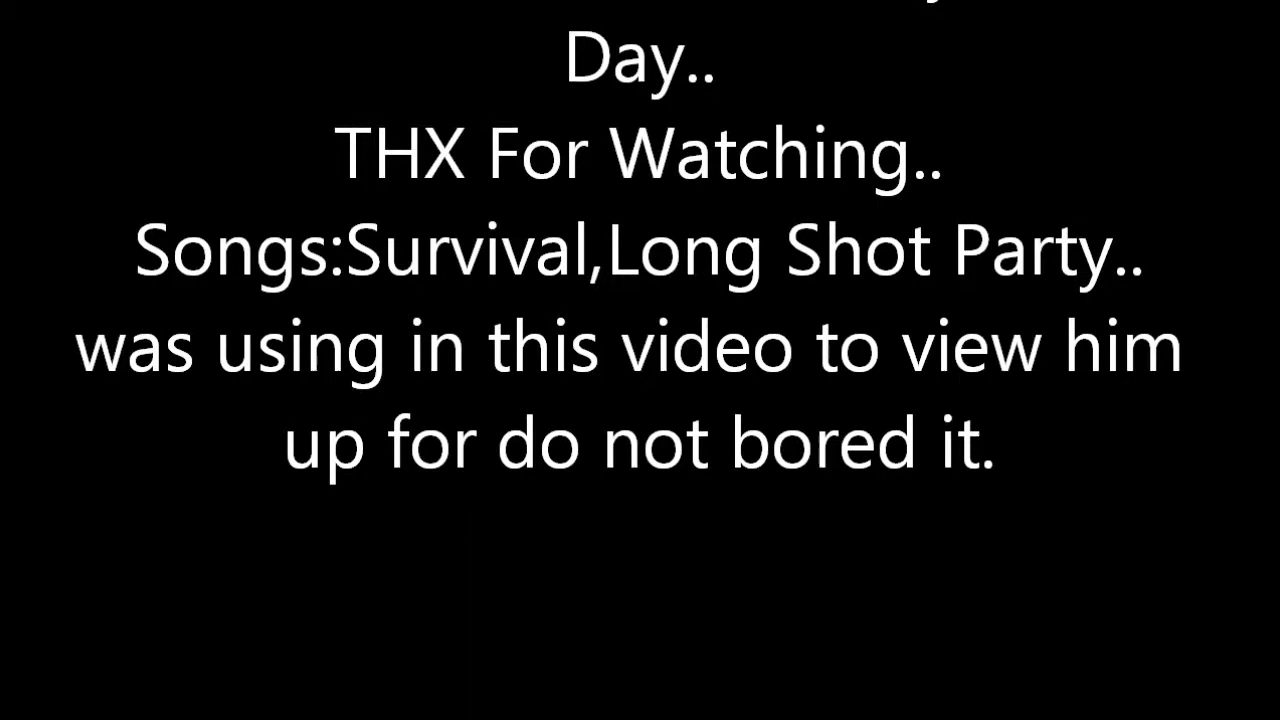 Day..
THX For Watching..
Songs:Survival,Long Shot Party..
was using in this video to view him
up for do not bored it.